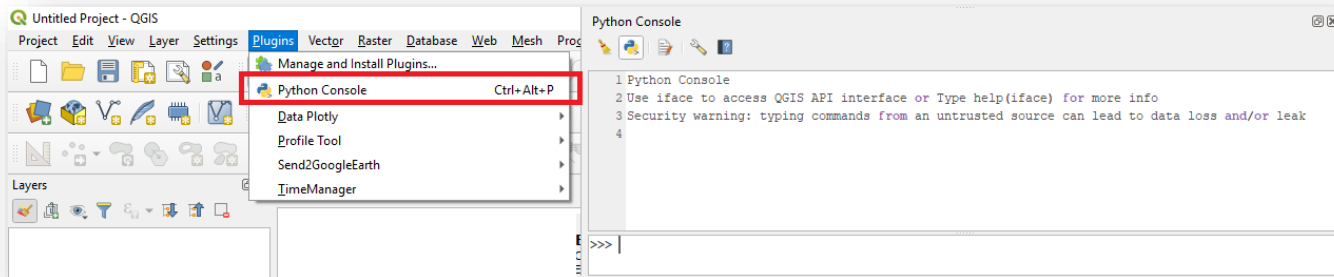 Untitled Project - QGIS
Project Edit View Layer Settings Plugins Vector Raster Database Web Mesh
Manage and Install Plugins...
Python Console Ctrl+Alt+P
Data Plotly
Profile Tool
Send2GoogleEarth
TimeManager
Layers
Python Console
1 Python Console
2 Use iface to access QGIS API interface or Type help(iface) for more info
3 Security warning: typing commands from an untrusted source can lead to data loss and/or leak
4
>>>